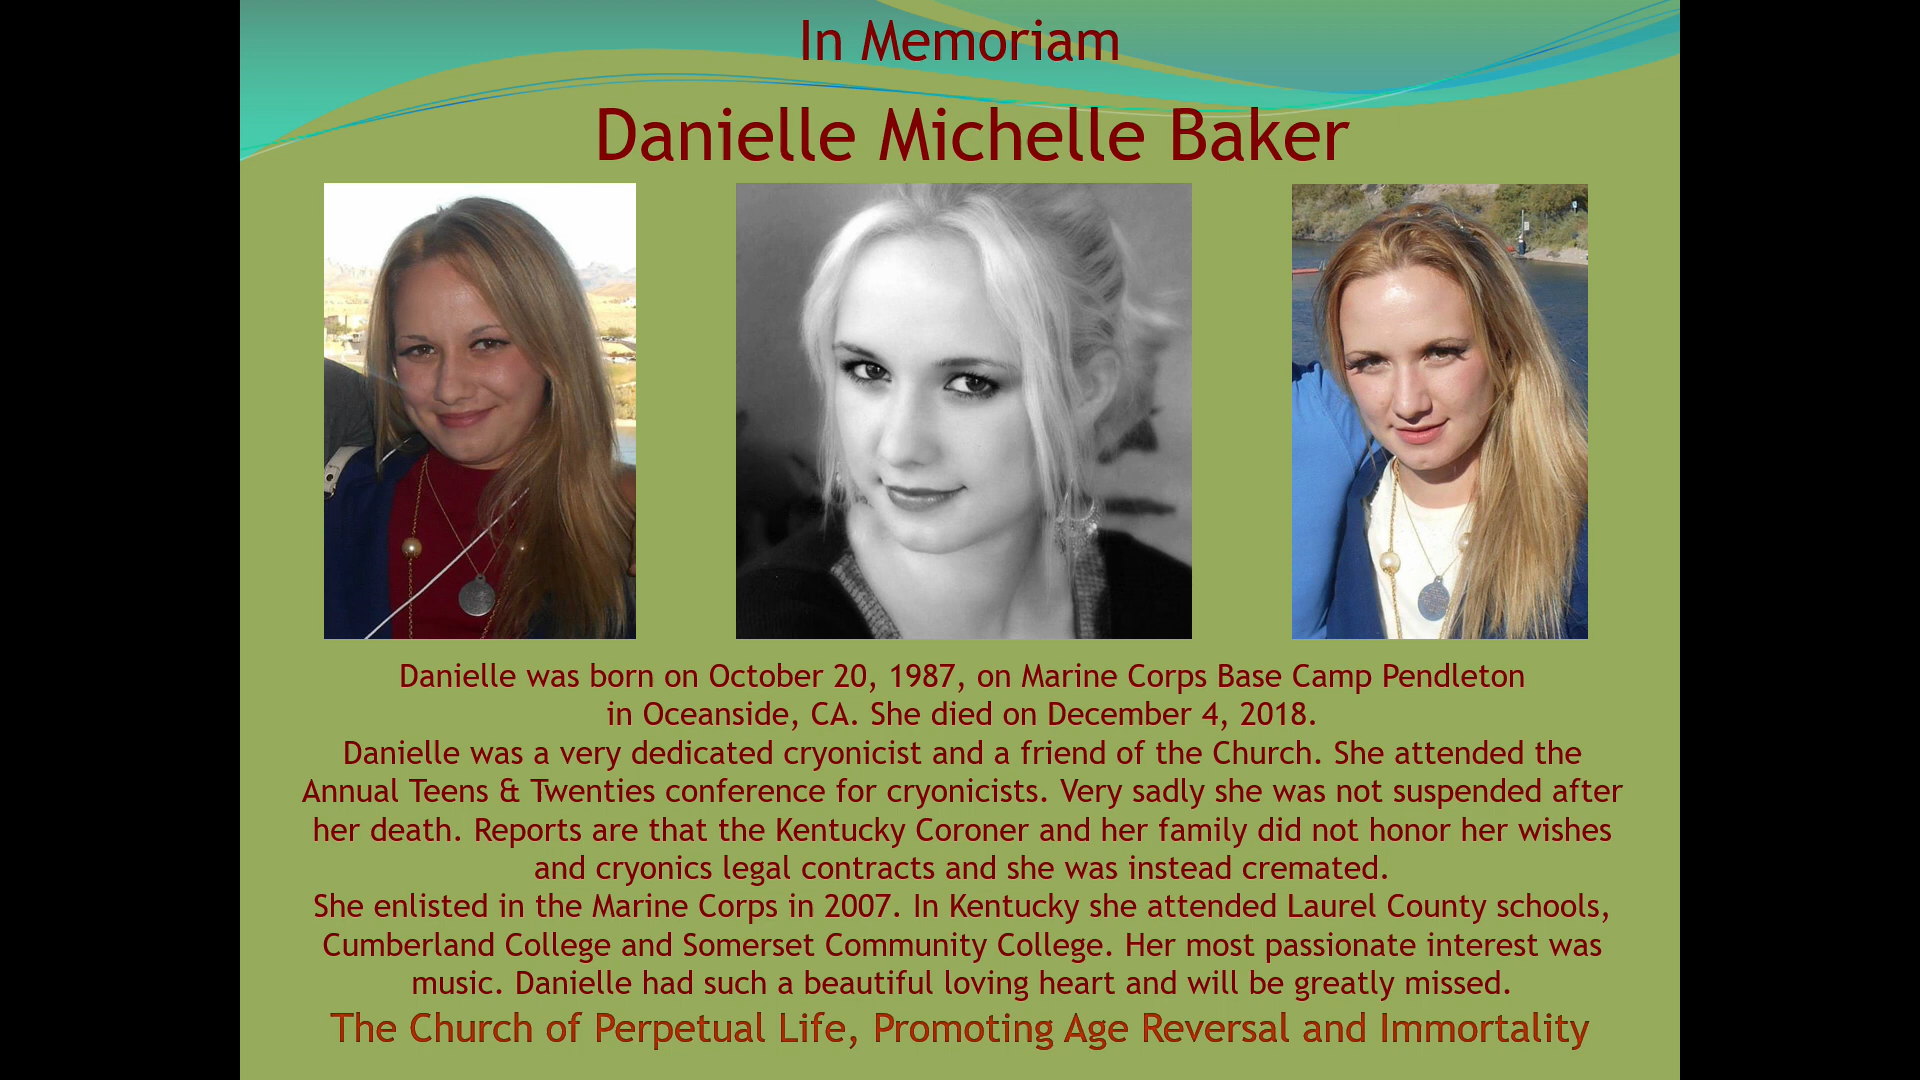 In Memoriam
Danielle Michelle Baker
Danielle was born on October 20, 1987, on Marine Corps Base Camp Pendleton
in Oceanside, CA. She died on December 4, 2018.
Danielle was a very dedicated cryonicist and a friend of the Church. She attended the
Annual Teens & Twenties conference for cryonicists. Very sadly she was not suspended after
her death. Reports are that the Kentucky Coroner and her family did not honor her wishes
and cryonics legal contracts and she was instead cremated.
She enlisted in the Marine Corps in 2007. In Kentucky she attended Laurel County schools,
Cumberland College and Somerset Community College. Her most passionate interest was
music. Danielle had such a beautiful loving heart and will be greatly missed.
The Church of Perpetual Life, Promoting Age Reversal and Immortality